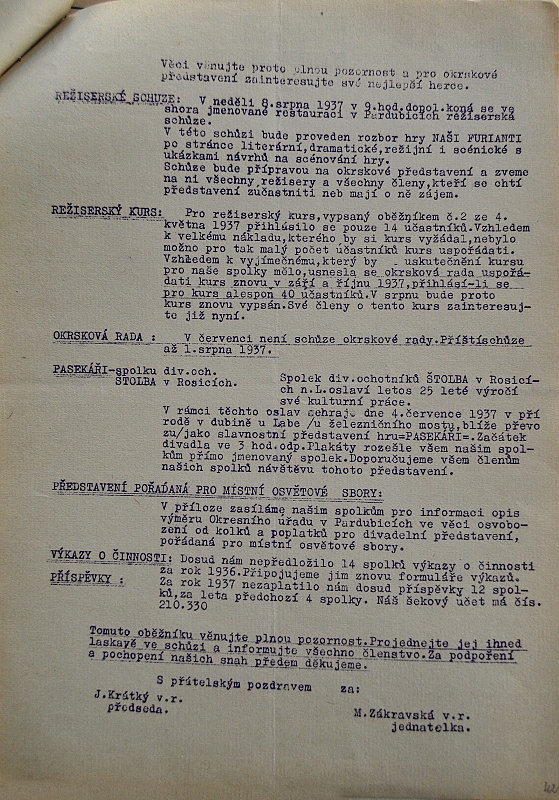 Věci věnujte proto plnou pozornost a pro okrskové
představení zainteresujte své nejlepší herce.
REŽISERSKÉ SCHŮZE: V neděli 8.srpna 1937 v 9.hod.dopol.koná se ve
shora jmenované restauraci v Pardubicích režiserská
schůze.
V této schůzi bude proveden rozbor hry NAŠI FURIANTI
po stránce literární,dramatické,režijní i scénické s
ukázkami návrhů na scénování hry.
Schůze bude přípravou na okrskové představení a zveme
na ni všechny režisery a všechny členy,kteří se chtí
představení zučastniti neb mají o ně zájem.
REŽISERSKÝ KURS: Pro režiserský kurs,vypsaný oběžníkem č.2 ze 4.
května 1937 přihlásilo se pouze 14 účastníků.Vzhledem
k velkému nákladu,kterého by si kurs vyžádal,nebylo
možno pro tak malý počet účastníků kurs uspořádati.
Vzhledem k vyjímečnému,který by uskutečnění kursu
pro naše spolky mělo,usnesla se okrsková rada uspořá-
dati kurs znovu v září a říjnu 1937,přihlásí-li se
pro kurs alespoň 40 účastníků.V srpnu bude proto
kurs znovu vypsán.Své členy o tento kurs zainteresuj-
te již nyní.
OKRSKOVÁ RADA : V červenci není schůze okrskové rady.Příštíschůze
až 1.srpna 1937.
PASEKÁŘI-spolku div.och.
STOLBA v Rosicích. Spolek div.ochotníků ŠTOLBA v Rosicí-
ch n.L.oslaví letos 25 leté výročí
své kulturní práce.
V rámci těchto oslav sehraje dne 4.července 1937 v pří
rodě v dubině u Labe /u železničního mostu,blíže převo
zu/jako slavnostní představení hru=PASEKÁŘI=.Začátek
divadla ve 3 hod.odp.Plakáty rozešle všem našim spol-
kům přímo jmenovaný spolek.Doporučujeme všem členům
našich spolků návštěvu tohoto představení.
PŘEDSTAVENÍ POŘÁDANÁ PRO MÍSTNÍ OSVĚTOVÉ SBORY:
V příloze zasíláme našim spolkům pro informaci opis
výměru Okresního úřadu v Pardubicích ve věci osvobo-
zení od kolků a poplatků pro divadelní představení,
pořádaná pro místní osvětové sbory.
VÝKAZY O ČINNOSTI: Dosud nám nepředložilo 14 spolků výkazy o činnosti
za rok 1936.Připojujeme jim znovu formuláře výkazů.
PŘÍSPĚVKY : Za rok 1937 nezaplatilo nám dosud příspěvky 12 spol-
ků,za leta předchozí 4 spolky. Náš šekový účet má čís.
210.330
Tomuto oběžníku věnujte plnou pozornost.Projednejte jej ihned
laskavě ve schůzi a informujte všechno členstvo.Za podpoření
a pochopení našich snah předem děkujeme.
S přátelským pozdravem za:
J.Krátký v.r.
předseda.
M.Zákravská v.r.
jednatelka.